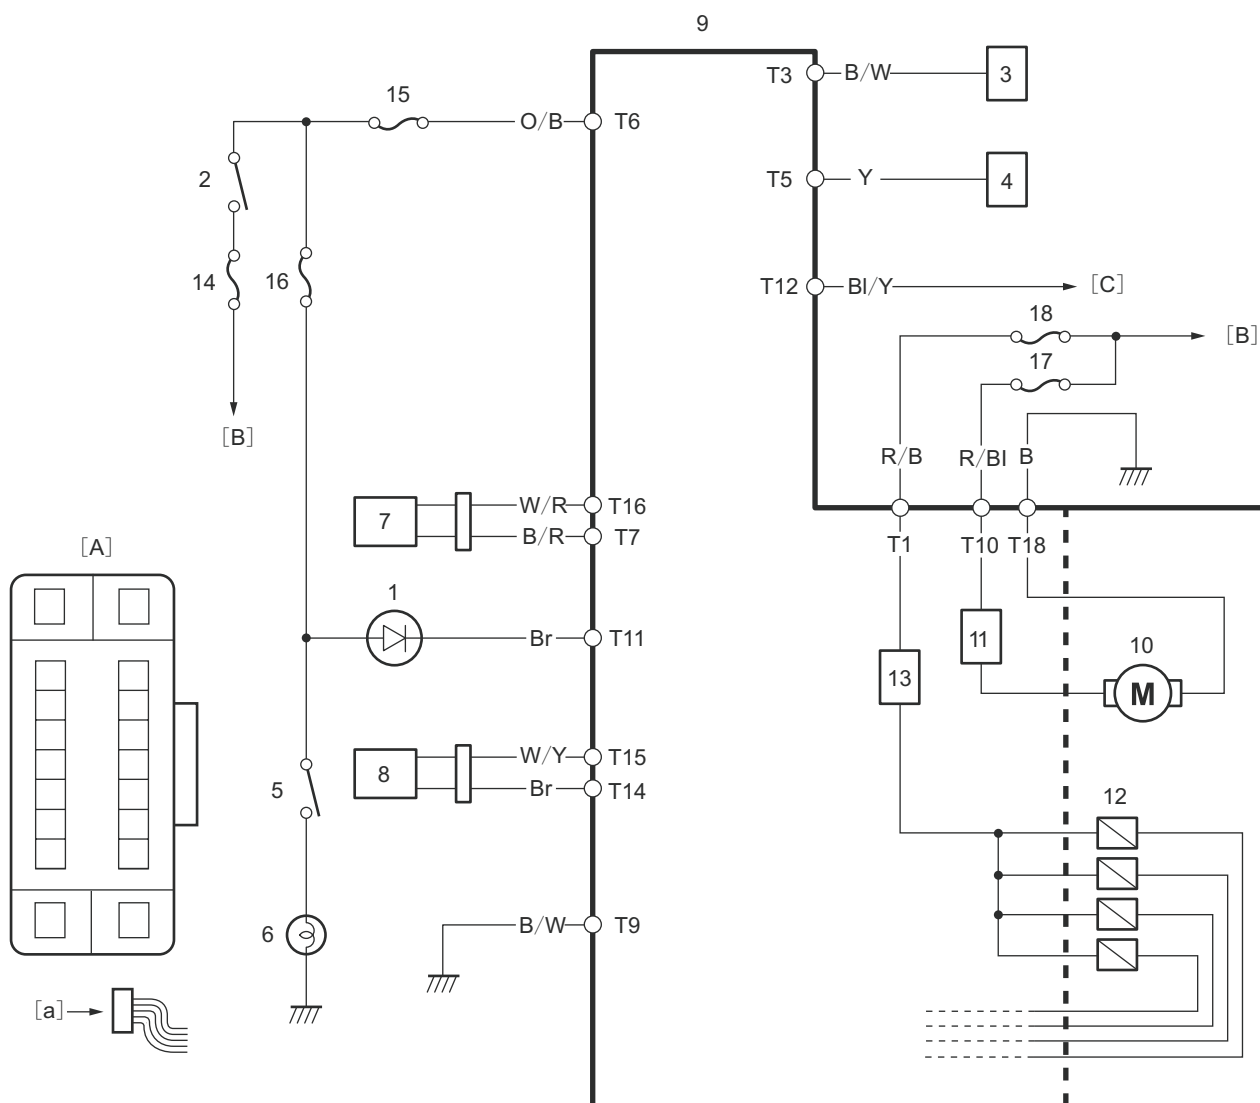 9
T3 B/W 3
15
O/B T6
2
T5 Y 4
14 16
T12 Bl/Y [C]
18
[B]
17
[B]
R/B R/Bl B
7 W/R T16
B/R T7
[A]
T1 T10 T18
1
Br T11
11
10
13
M
8 W/Y T15
5
Br T14
12
6
B/W T9
[a]